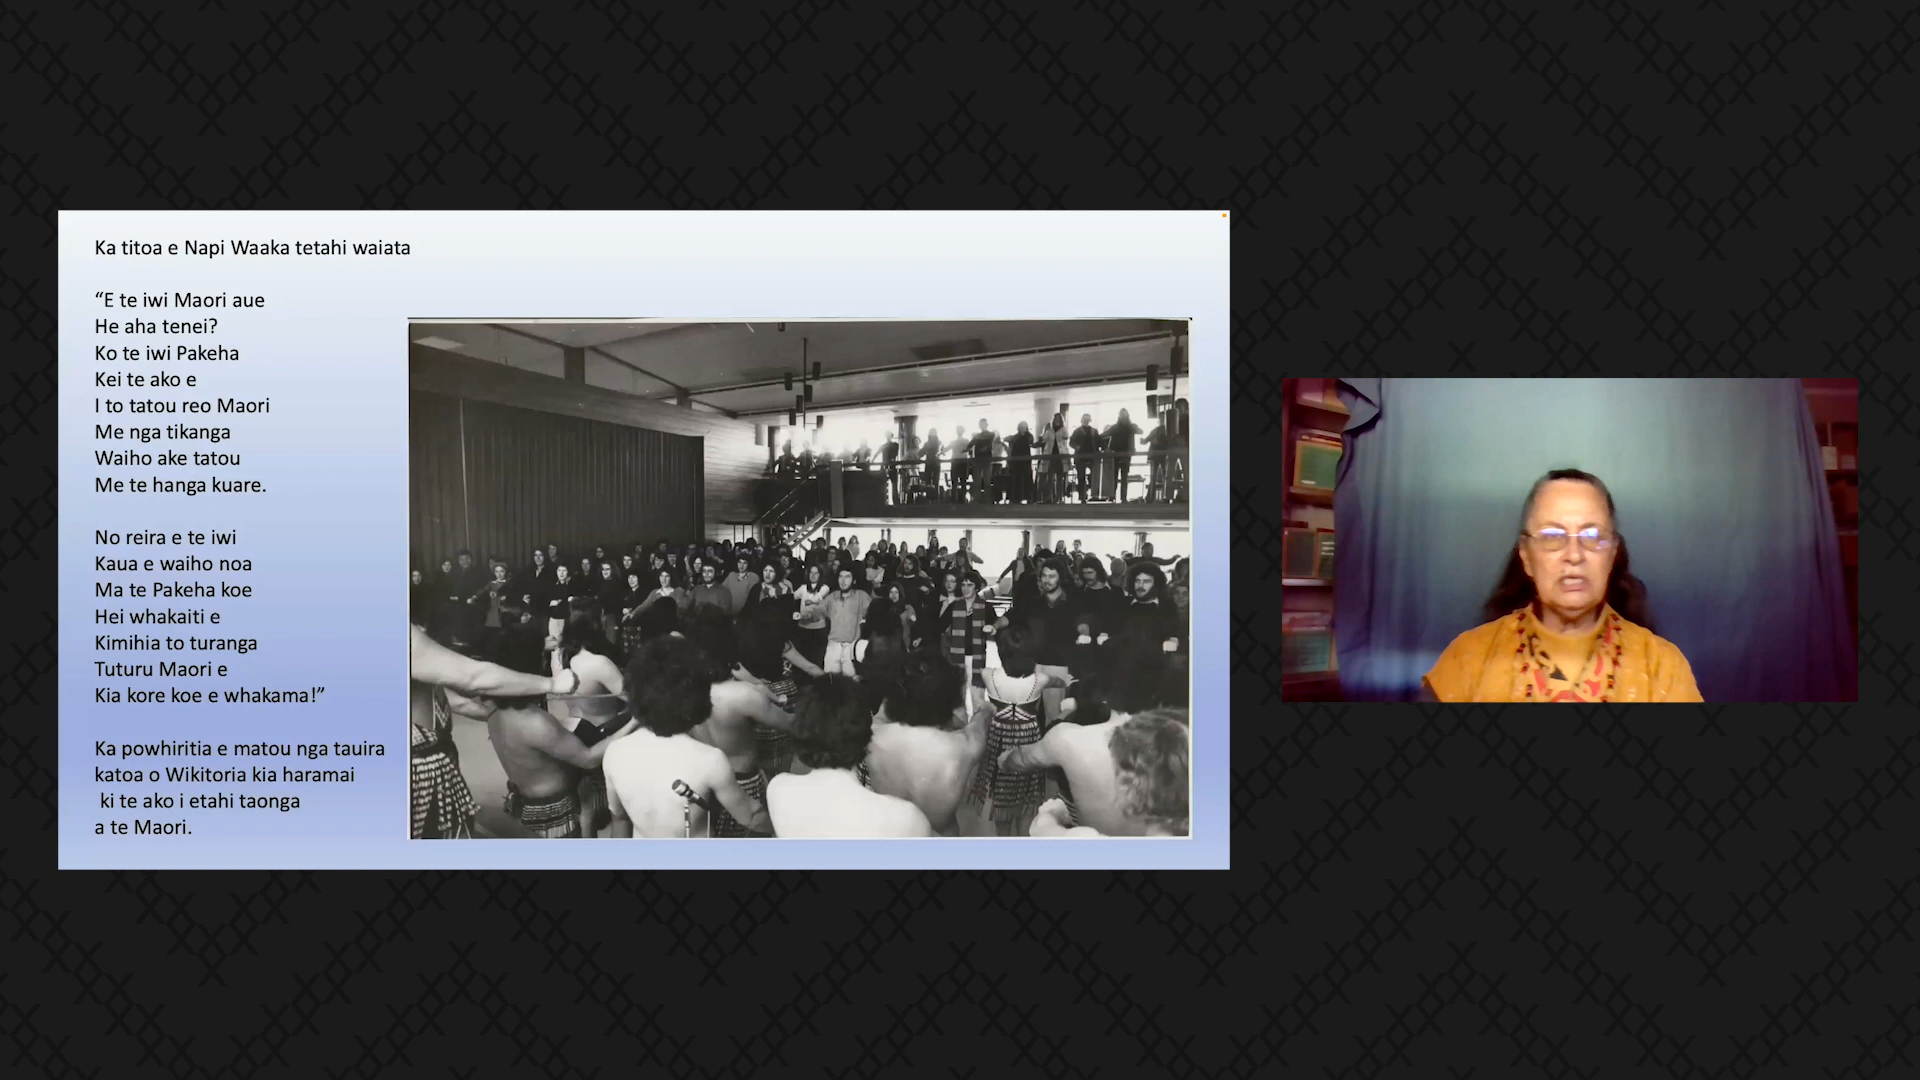 Ka titoa e Napi Waaka tetahi waiata
“E te iwi Maori aue
He aha tenei?
Ko te iwi Pakeha
Kei te ako e
I to tatou reo Maori
Me nga tikanga
Waiho ake tatou
Me te hanga kuare.
No reira e te iwi
Kaua e waiho noa
Ma te Pakeha koe
Hei whakaiti e
Kimihia to turanga
Tuturu Maori e
Kia kore koe e whakama!”
Ka powhiritia e matou nga tauira
katoa o Wikitoria kia haramai
ki te ako i etahi taonga
a te Maori.